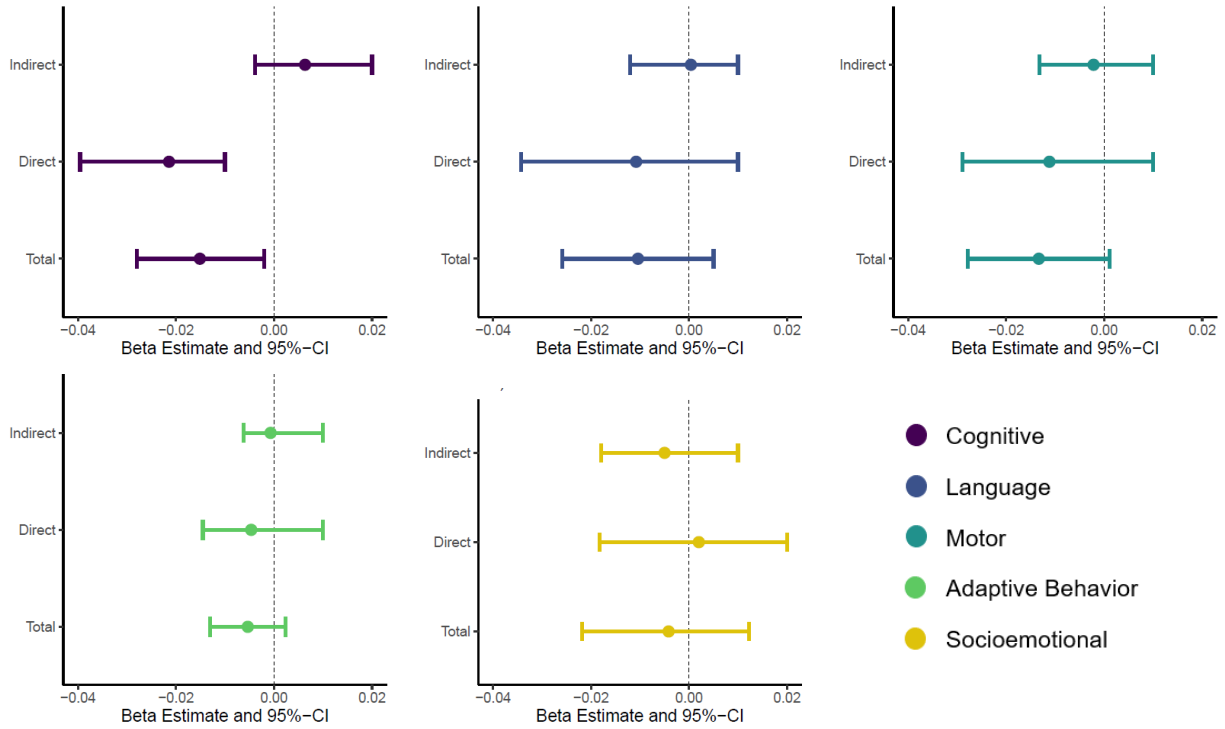 Indirect
Direct
Total
−0.04 −0.02 0.00 0.02
Beta Estimate and 95%−CI
Indirect
Direct
Total
−0.04 −0.02 0.00 0.02
Beta Estimate and 95%−CI
Indirect
Direct
Total
−0.04 −0.02 0.00 0.02
Beta Estimate and 95%−CI
Indirect
Direct
Total
−0.04 −0.02 0.00 0.02
Beta Estimate and 95%−CI
Indirect
Direct
Total
−0.04 −0.02 0.00 0.02
Beta Estimate and 95%−CI
Cognitive
Language
Motor
Adaptive Behavior
Socioemotional